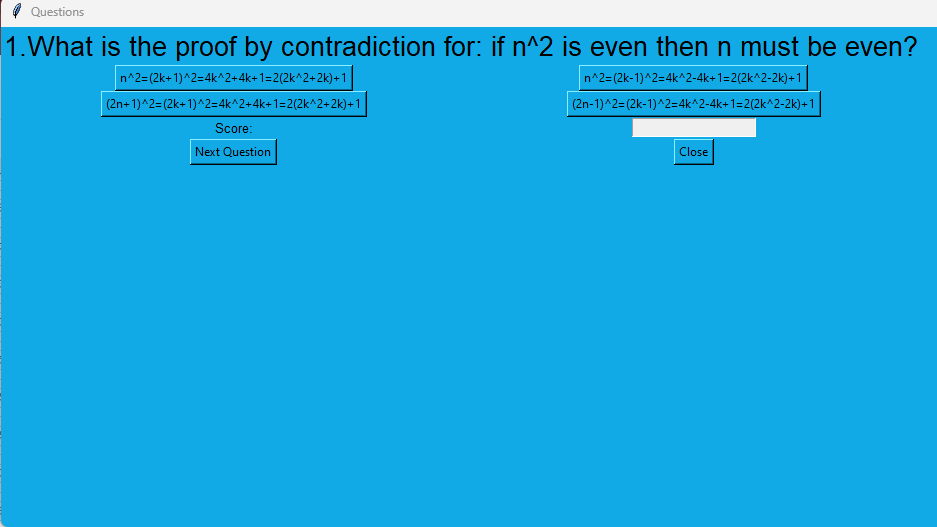 Questions
1.What is the proof by contradiction for: if n^2 is even then n must be even?
n^2=(2k+1)^2=4k^2+4k+1=2(2k^2+2k)+1
n^2=(2k-1)^2=4k^2-4k+1=2(2k^2-2k)+1
(2n+1)^2=(2k+1)^2=4k^2+4k+1=2(2k^2+2k)+1
(2n-1)^2=(2k-1)^2=4k^2-4k+1=2(2k^2-2k)+1
Score:
Next Question
Close